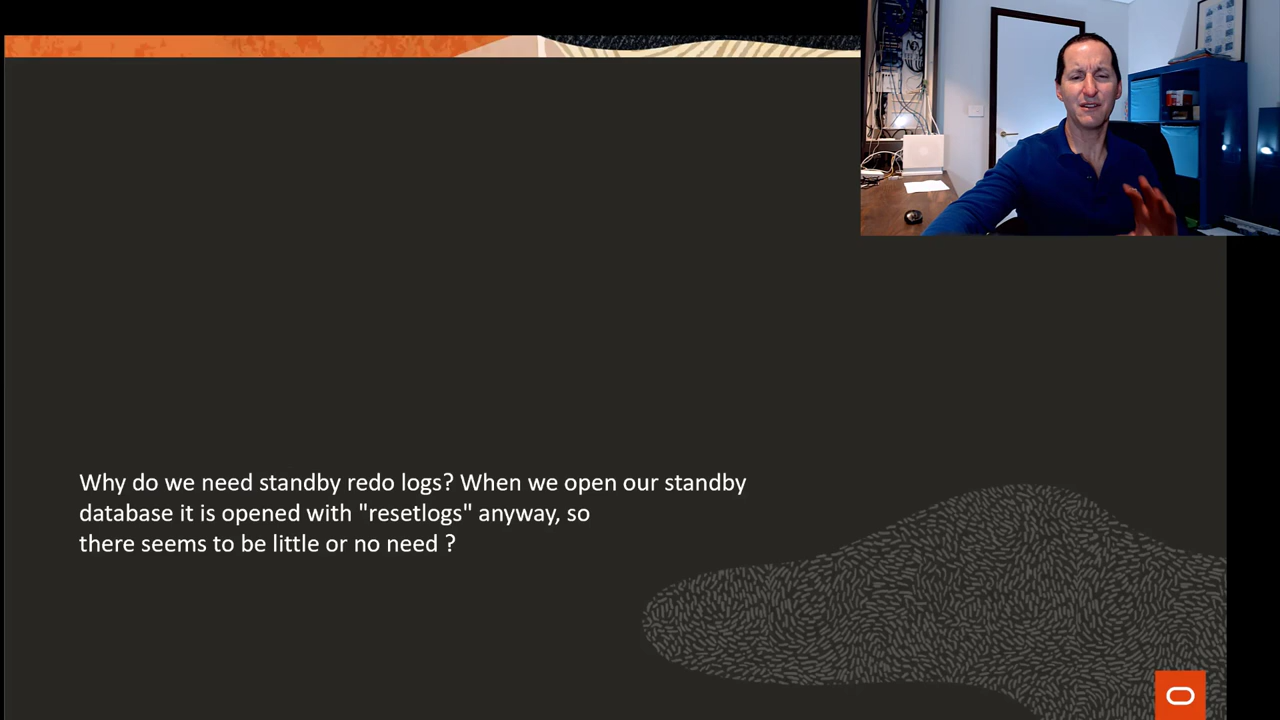 Why do we need standby redo logs? When we open our standby
database it is opened with "resetlogs" anyway, so
there seems to be little or no need ?